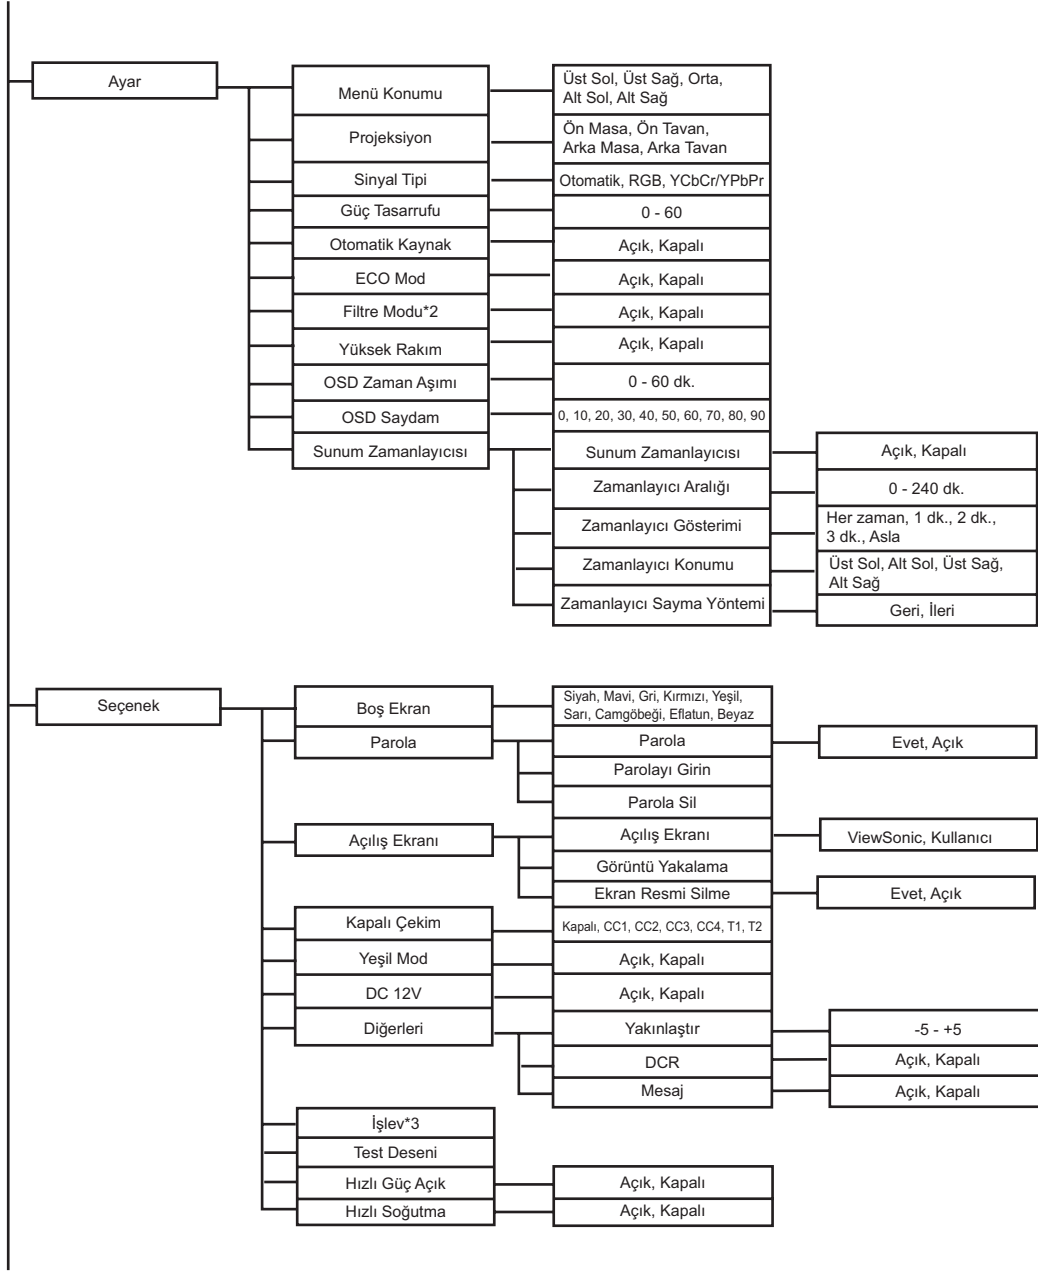 Ayar
Menü Konumu
Üst Sol, Üst Sağ, Orta,
Alt Sol, Alt Sağ
Projeksiyon
Ön Masa, Ön Tavan,
Arka Masa, Arka Tavan
Sinyal Tipi
Otomatik, RGB, YCbCr/YPbPr
Güç Tasarrufu
0 - 60
Otomatik Kaynak
Açık, Kapalı
ECO Mod
Açık, Kapalı
Filtre Modu*2
Açık, Kapalı
Yüksek Rakım
Açık, Kapalı
OSD Zaman Aşımı
0 - 60 dk.
OSD Saydam
0, 10, 20, 30, 40, 50, 60, 70, 80, 90
Sunum Zamanlayıcısı
Sunum Zamanlayıcısı
Açık, Kapalı
Zamanlayıcı Aralığı
0 - 240 dk.
Zamanlayıcı Gösterimi
Her zaman, 1 dk., 2 dk.,
3 dk., Asla
Zamanlayıcı Konumu
Üst Sol, Alt Sol, Üst Sağ,
Alt Sağ
Zamanlayıcı Sayma Yöntemi
Geri, İleri
Seçenek
Boş Ekran
Siyah, Mavi, Gri, Kırmızı, Yeşil,
Sarı, Camgöbeği, Eflatun, Beyaz
Parola
Parola
Evet, Açık
Parolayı Girin
Parola Sil
Açılış Ekranı
Açılış Ekranı
ViewSonic, Kullanıcı
Görüntü Yakalama
Ekran Resmi Silme
Evet, Açık
Kapalı Çekim
Kapalı, CC1, CC2, CC3, CC4, T1, T2
Yeşil Mod
Açık, Kapalı
DC 12V
Açık, Kapalı
Diğerleri
Yakınlaştır
-5 - +5
DCR
Açık, Kapalı
Mesaj
Açık, Kapalı
İşlev*3
Test Deseni
Hızlı Güç Açık
Açık, Kapalı
Hızlı Soğutma
Açık, Kapalı